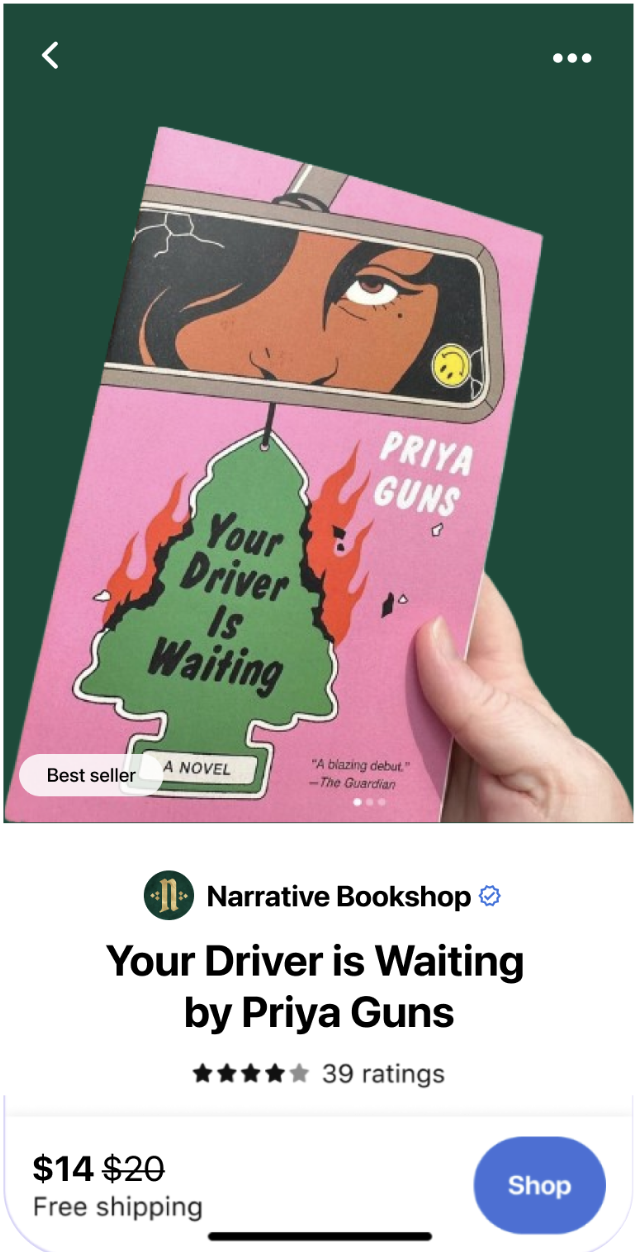 PRIYA
GUNS
Your
Driver
Is
Waiting
A NOVEL
"A blazing debut."
—The Guardian
Best seller
Narrative Bookshop
Your Driver is Waiting
by Priya Guns
39 ratings
$14 $20
Free shipping
Shop